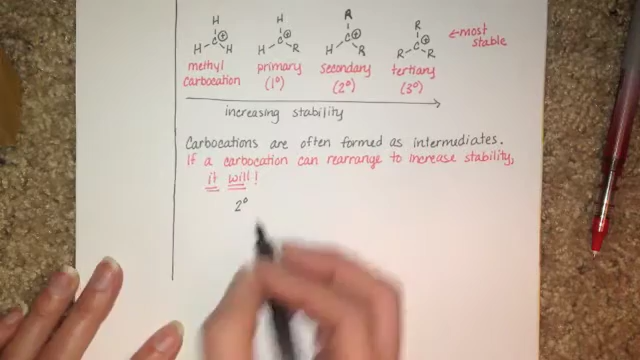 H H R R
C⊕ C⊕ C⊕ C⊕ ←most stable
H H H R H R R R
methyl carbocation primary (1°) secondary (2°) tertiary (3°)
increasing stability
Carbocations are often formed as intermediates.
If a carbocation can rearrange to increase stability,
it will!
2°